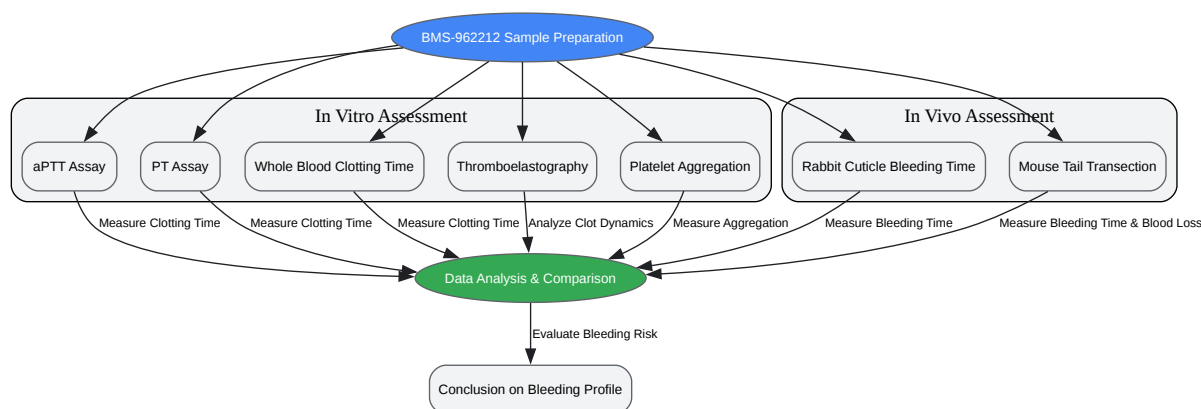 BMS-962212 Sample Preparation
In Vitro Assessment
In Vivo Assessment
aPTT Assay
PT Assay
Whole Blood Clotting Time
Thromboelastography
Platelet Aggregation
Rabbit Cuticle Bleeding Time
Mouse Tail Transection
Measure Clotting Time
Measure Clotting Time
Measure Clotting Time
Analyze Clot Dynamics
Measure Aggregation
Measure Bleeding Time
Measure Bleeding Time & Blood Loss
Data Analysis & Comparison
Evaluate Bleeding Risk
Conclusion on Bleeding Profile